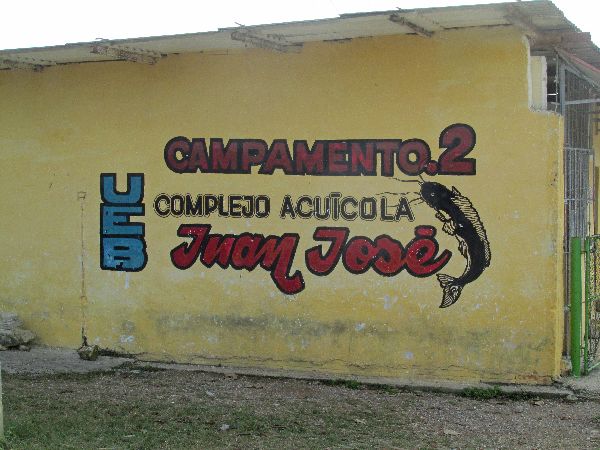 CAMPAMENTO.2
UEB
COMPLEJO ACUÍCOLA
Juan José